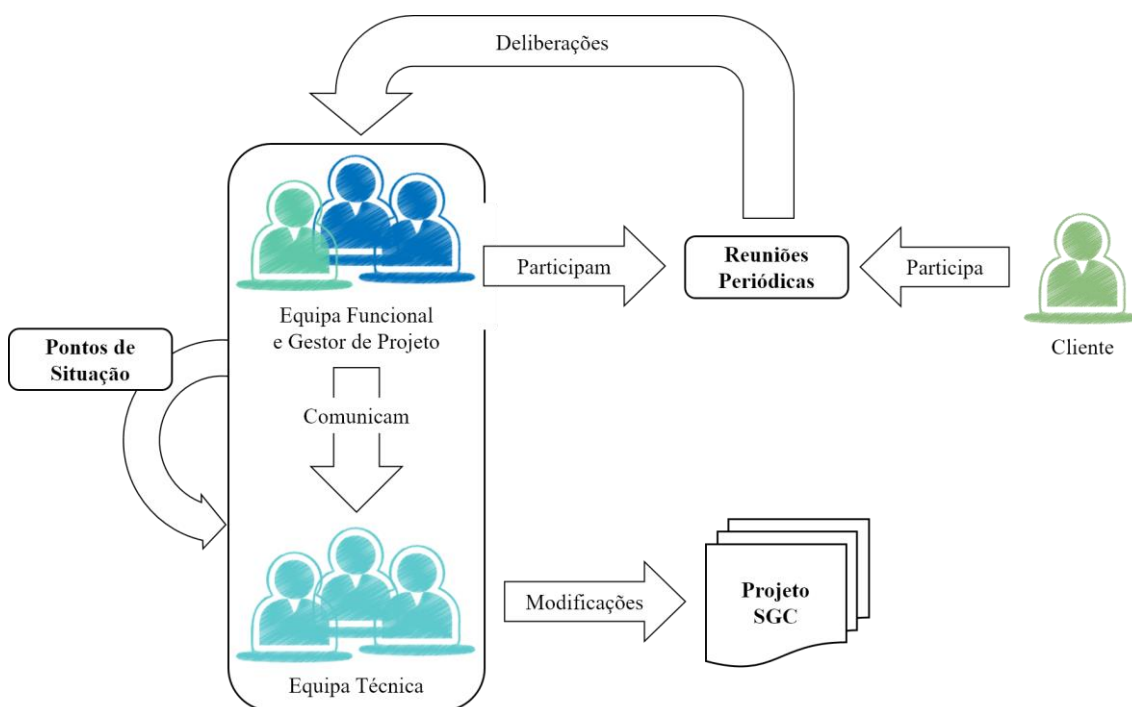 Deliberações
Participam
Reuniões
Periódicas
Participa
Equipa Funcional
e Gestor de Projeto
Cliente
Pontos de
Situação
Comunicam
Modificações
Projeto
SGC
Equipa Técnica